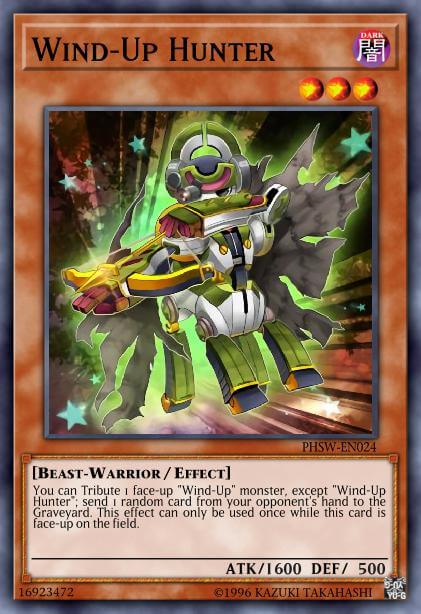 Wind-Up Hunter
DARK
闇
PHSW-EN024
[Beast-Warrior / Effect]
You can Tribute 1 face-up "Wind-Up" monster, except "Wind-Up
Hunter"; send 1 random card from your opponent's hand to the
Graveyard. This effect can only be used once while this card is
face-up on the field.
ATK/1600 DEF/ 500
16923472
©1996 KAZUKI TAKAHASHI